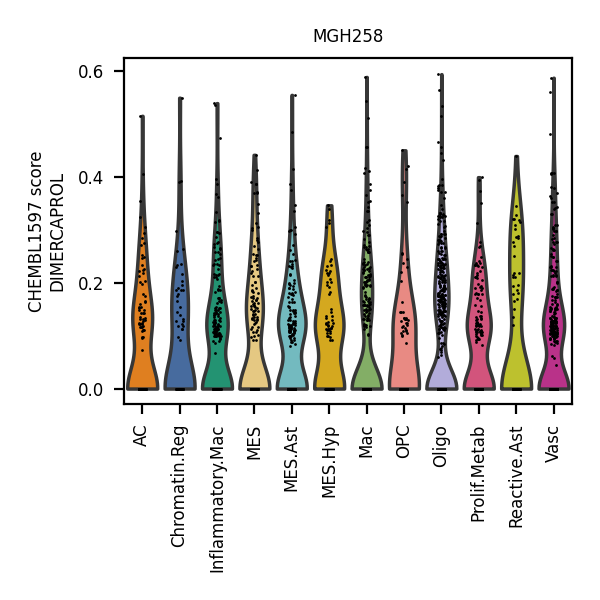 MGH258
CHEMBL1597 score
DIMERCAPROL
0.6
0.4
0.2
0.0
AC
Chromatin.Reg
Inflammatory.Mac
MES
MES.Ast
MES.Hyp
Mac
OPC
Oligo
Prolif.Metab
Reactive.Ast
Vasc